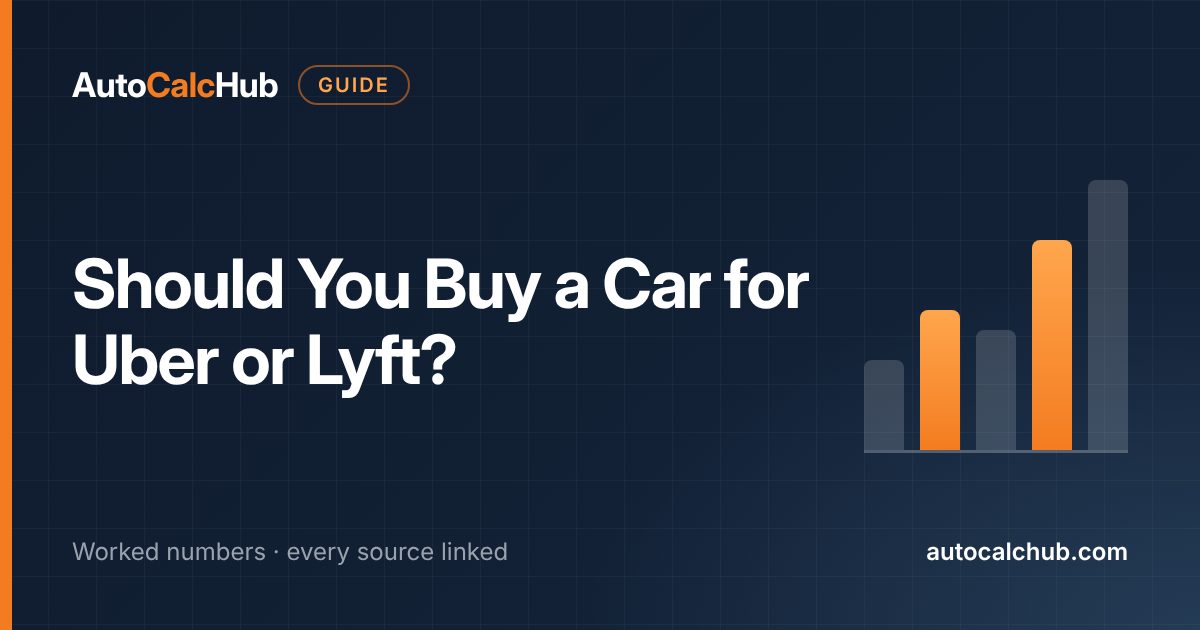 AutoCalcHub
GUIDE
Should You Buy a Car for
Uber or Lyft?
Worked numbers · every source linked
autocalchub.com